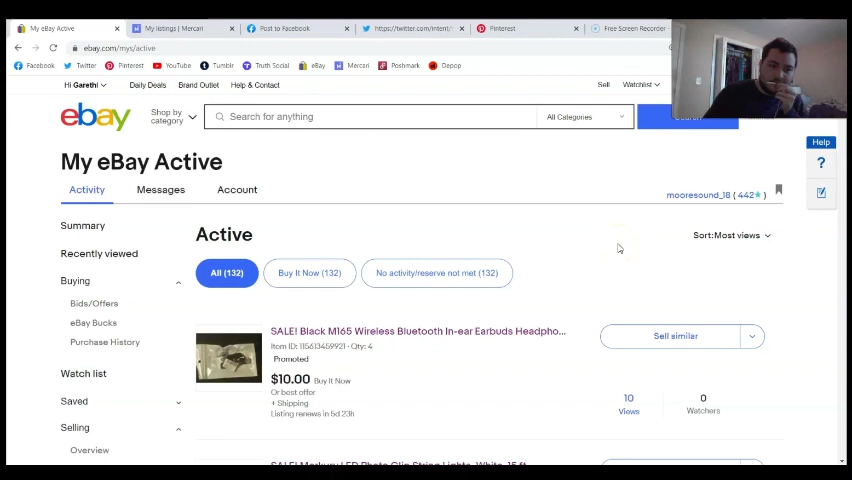 My eBay Active
My listings | Mercari
Post to Facebook
https://twitter.com/intent/t
Pinterest
Free Screen Recorder -
ebay.com/mys/active
Facebook Twitter Pinterest YouTube Tumblr Truth Social eBay Mercari Poshmark Depop
Hi Gareth! Daily Deals Brand Outlet Help & Contact Sell Watchlist
ebay
Shop by
category
Search for anything
All Categories
My eBay Active
Help
?
Activity Messages Account
mooresound_18 ( 442 )
Summary
Recently viewed
Buying
Bids/Offers
eBay Bucks
Purchase History
Watch list
Saved
Selling
Overview
Active
Sort: Most views
All (132) Buy It Now (132) No activity/reserve not met (132)
SALE! Black M165 Wireless Bluetooth In-ear Earbuds Headpho...
Item ID: 115613459921 · Qty: 4
Promoted
$10.00 Buy It Now
Or best offer
+ Shipping
Listing renews in 5d 23h
Sell similar
10
Views
0
Watchers